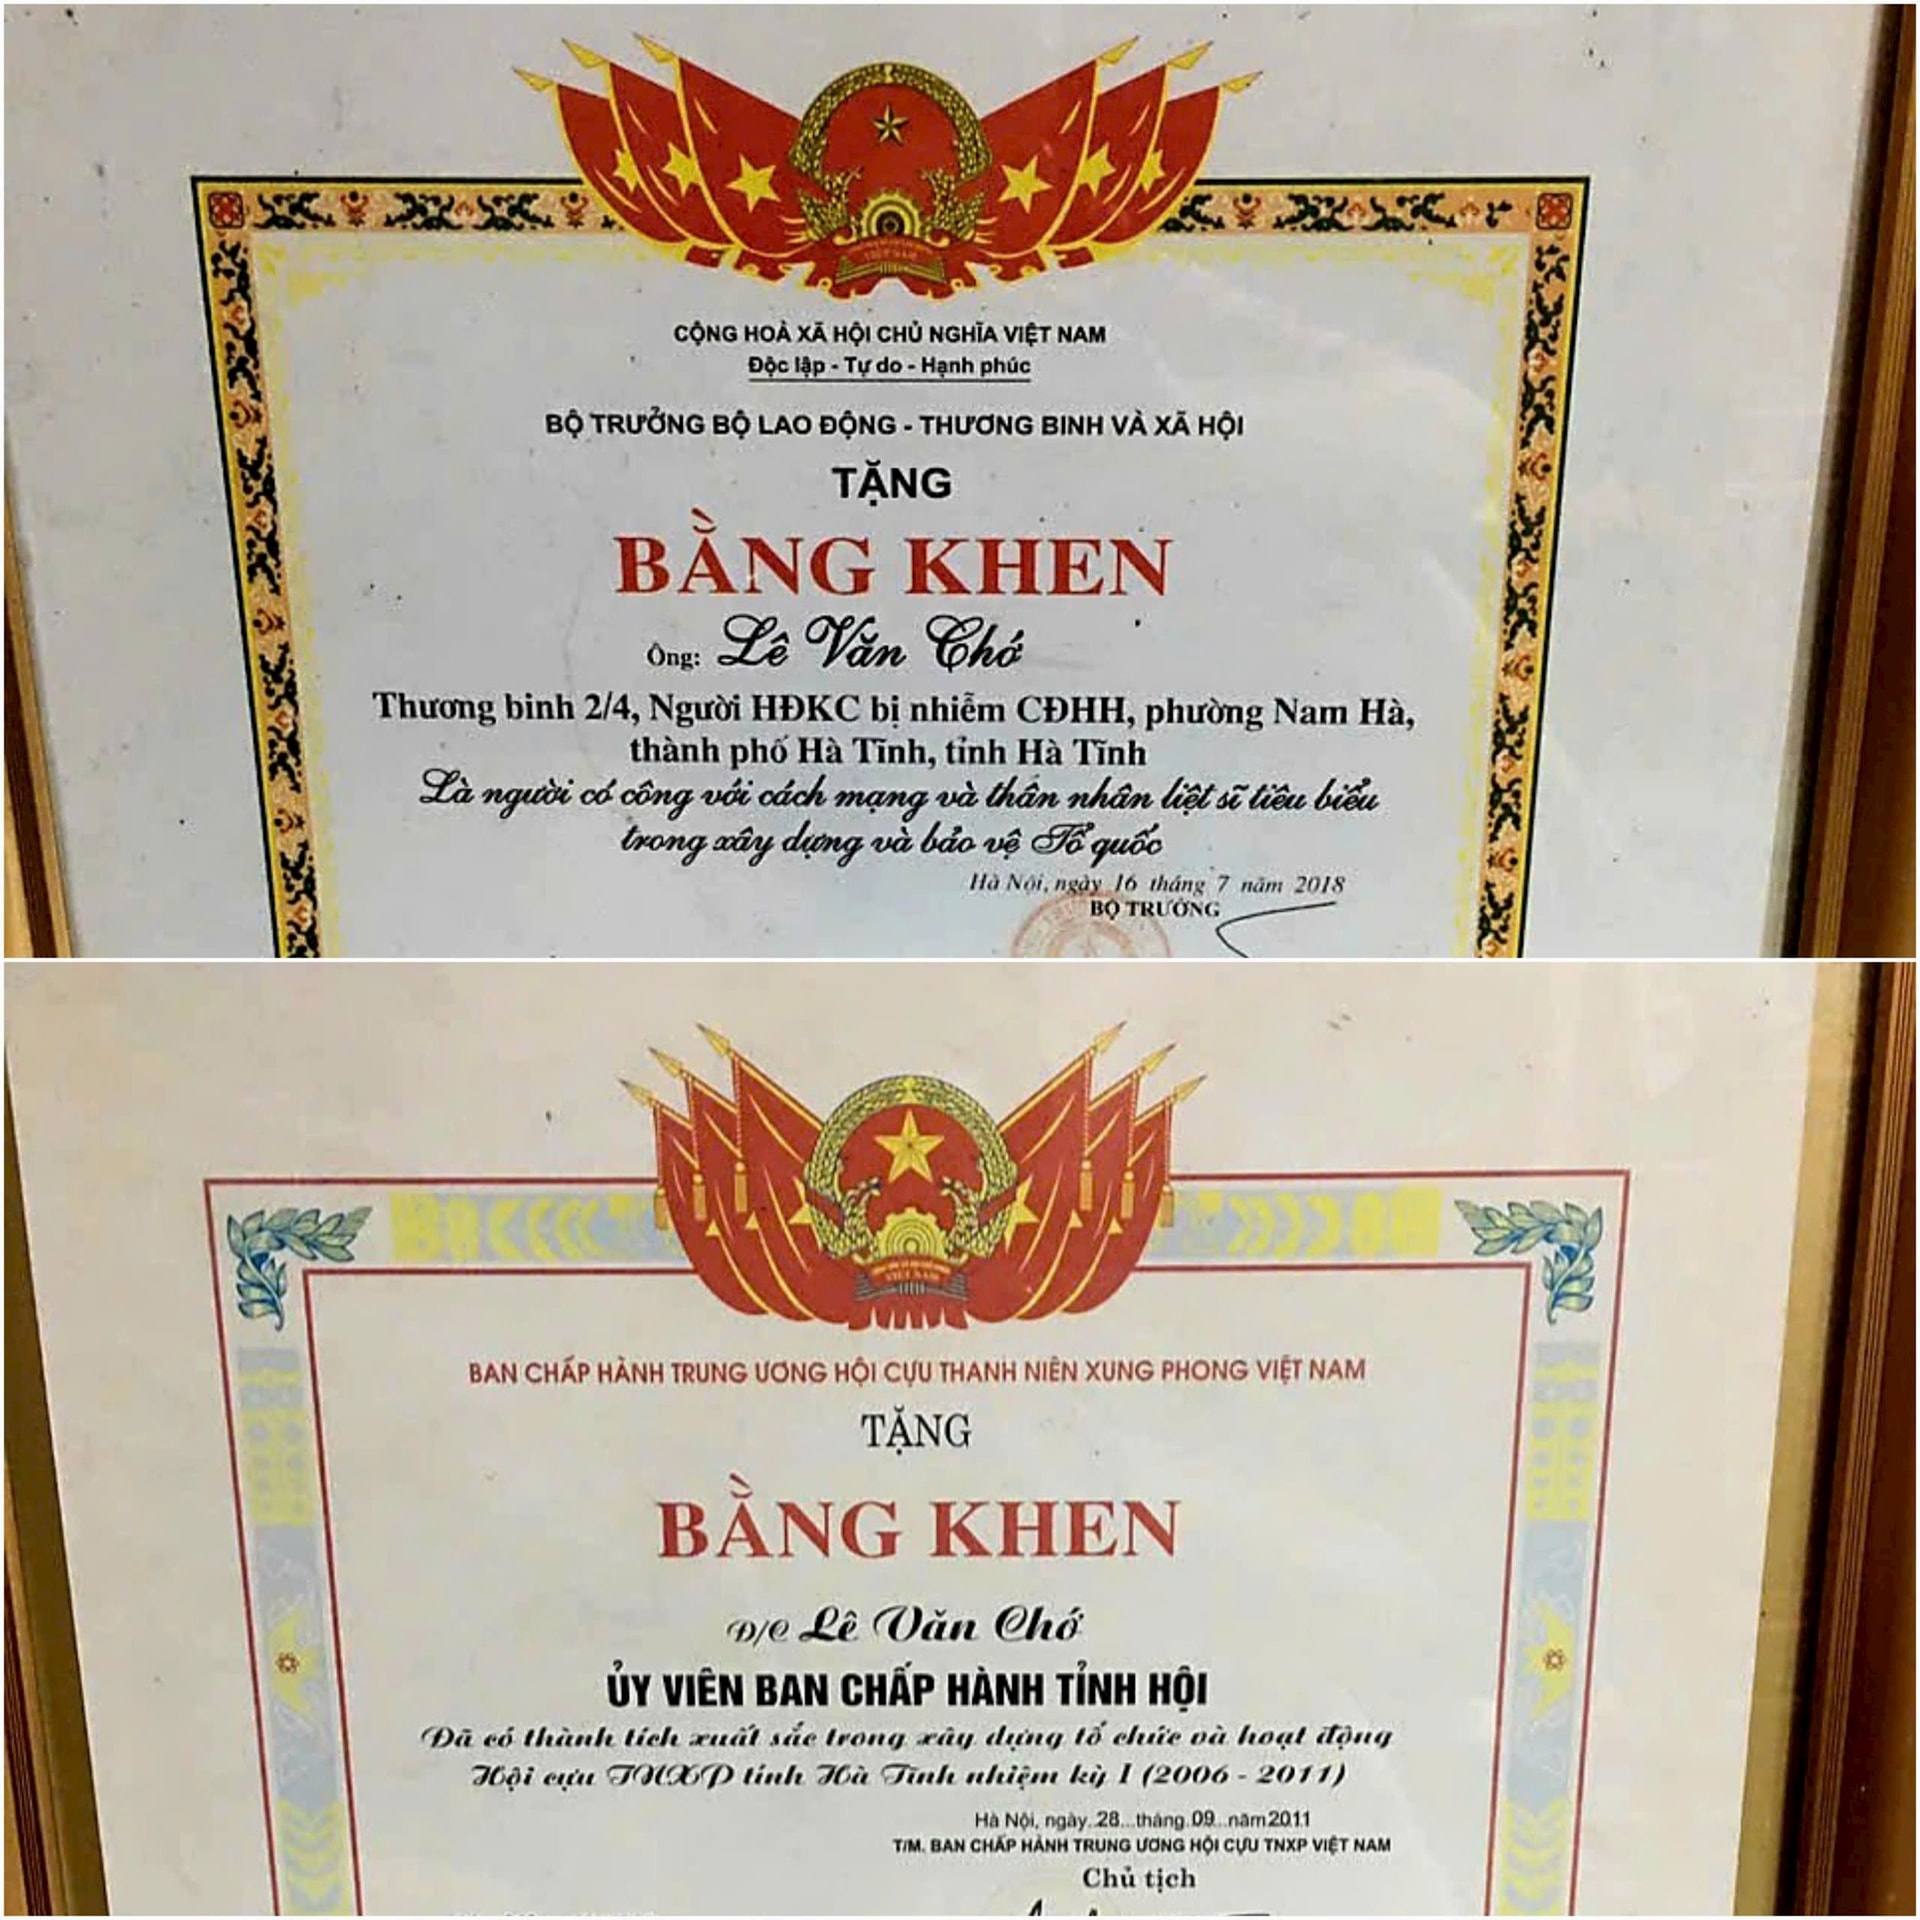 CỘNG HOÀ XÃ HỘI CHỦ NGHĨA VIỆT NAM
Độc lập - Tự do - Hạnh phúc
BỘ TRƯỞNG BỘ LAO ĐỘNG - THƯƠNG BINH VÀ XÃ HỘI
TẶNG
BẰNG KHEN
Ông: Lê Văn Chớ
Thương binh 2/4, Người HĐKC bị nhiễm CĐHH, phường Nam Hà,
thành phố Hà Tĩnh, tỉnh Hà Tĩnh
Là người có công với cách mạng và thân nhân liệt sĩ tiêu biểu
trong xây dựng và bảo vệ Tổ quốc
Hà Nội, ngày 16 tháng 7 năm 2018
BỘ TRƯỞNG
VIỆT NAM
BAN CHẤP HÀNH TRUNG ƯƠNG HỘI CỰU THANH NIÊN XUNG PHONG VIỆT NAM
TẶNG
BẰNG KHEN
Đ/C Lê Văn Chớ
ỦY VIÊN BAN CHẤP HÀNH TỈNH HỘI
Đã có thành tích xuất sắc trong xây dựng tổ chức và hoạt động
Hội cựu TNXP tỉnh Hà Tĩnh nhiệm kỳ I (2006 - 2011)
Hà Nội, ngày..28...tháng..09...năm 2011
T/M. BAN CHẤP HÀNH TRUNG ƯƠNG HỘI CỰU TNXP VIỆT NAM
Chủ tịch